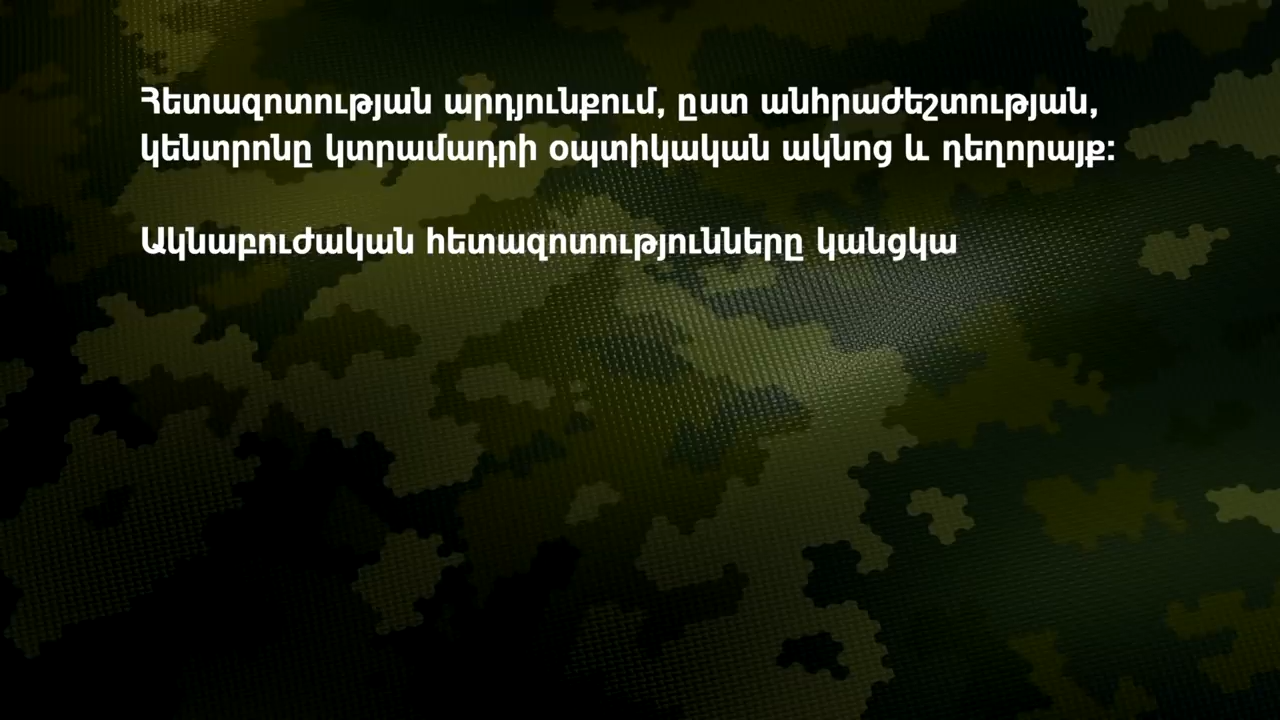 Հետազոտության արդյունքում, ըստ անհրաժեշտության,
կենտրոնը կտրամադրի օպտիկական ակնոց և դեղորայք:
Ակնաբուժական հետազոտությունները կանցկա